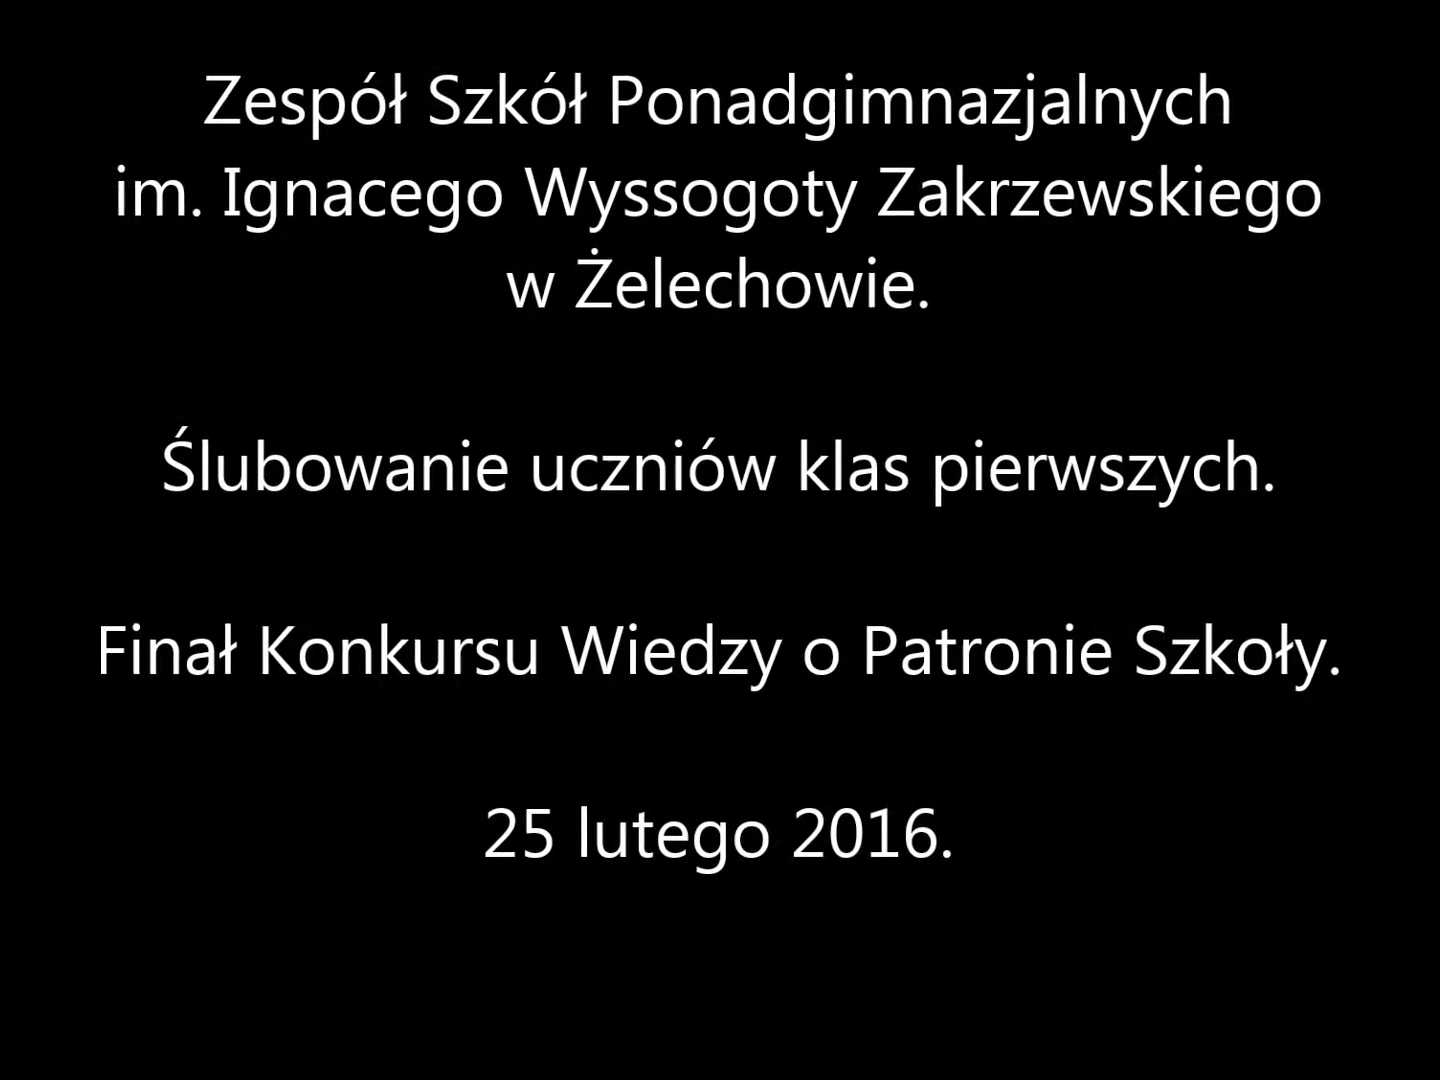 Zespół Szkół Ponadgimnazjalnych
im. Ignacego Wyssogoty Zakrzewskiego
w Żelechowie.
Ślubowanie uczniów klas pierwszych.
Finał Konkursu Wiedzy o Patronie Szkoły.
25 lutego 2016.